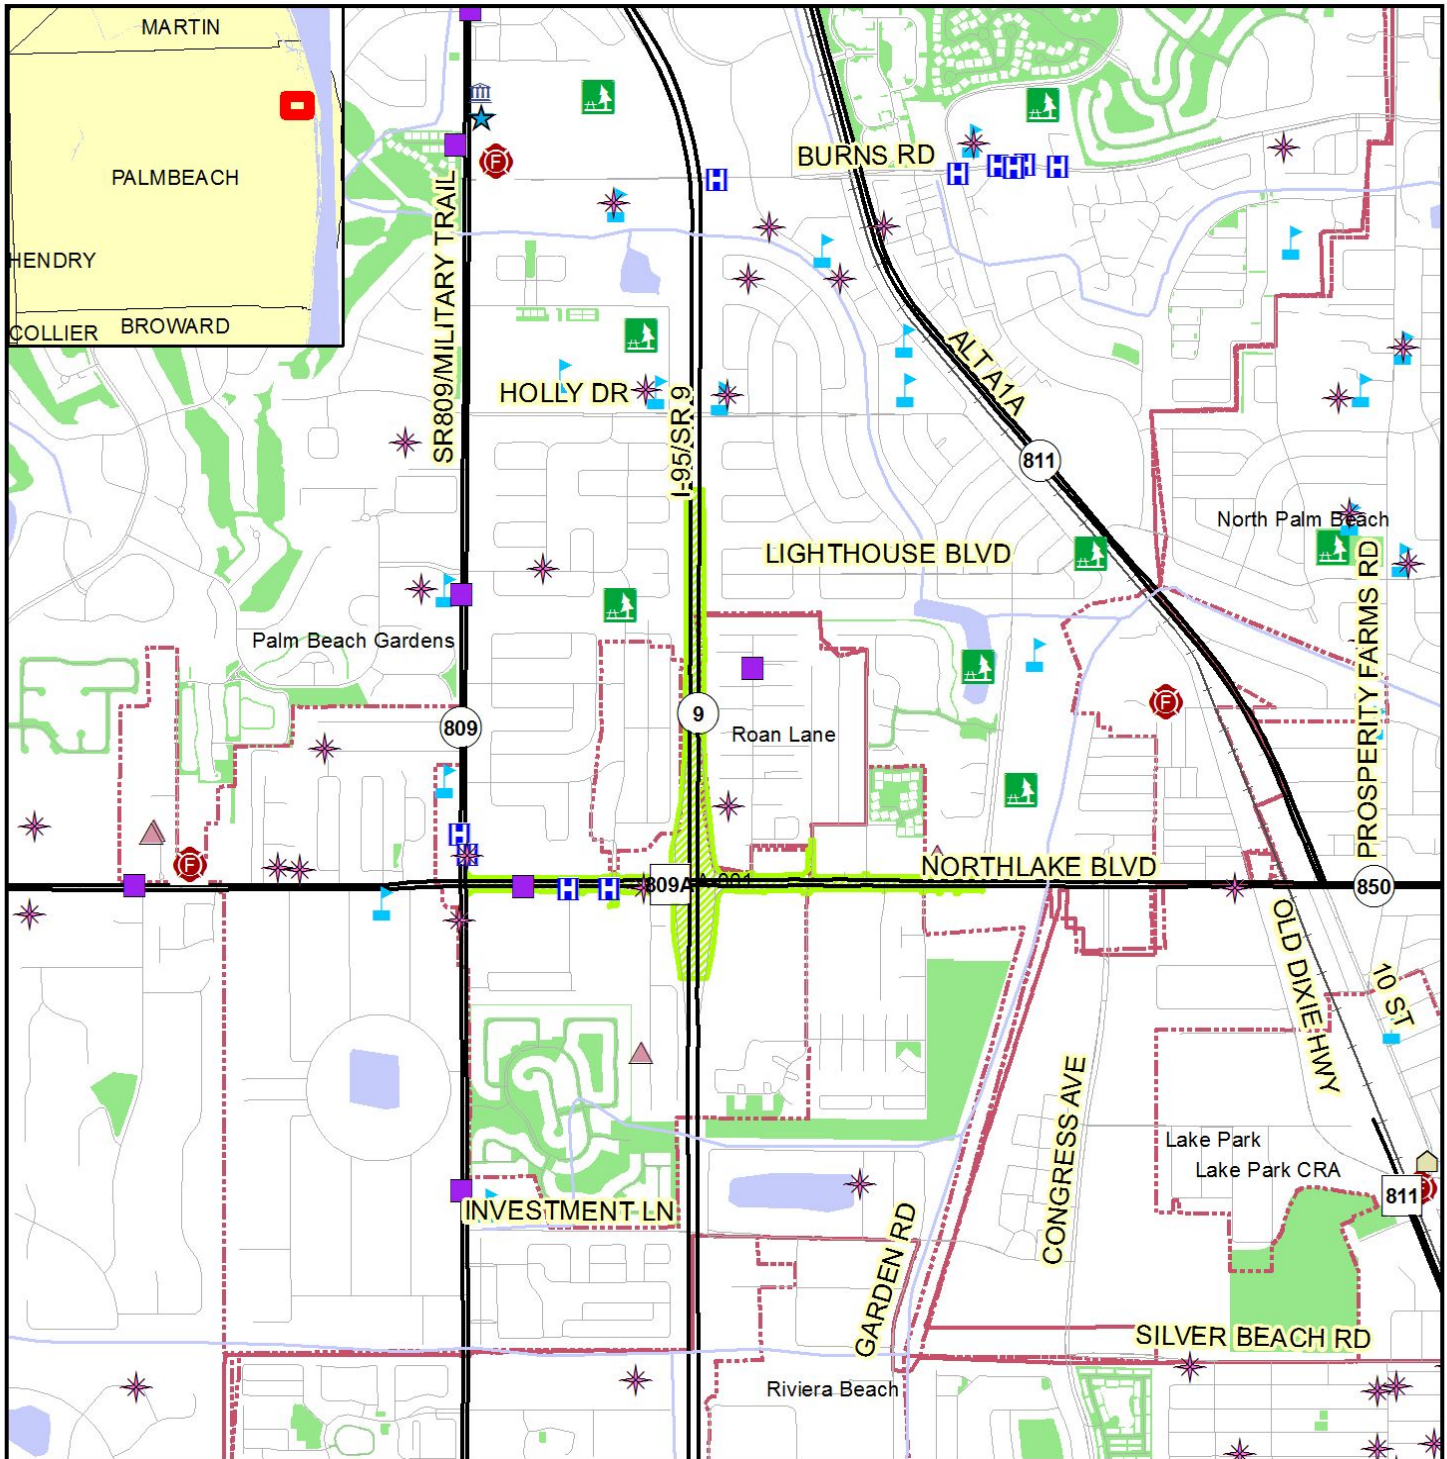 MARTIN
PALMBEACH
HENDRY
COLLIER
BROWARD
SR809/MILITARY TRAIL
F
H
BURNS RD
H
H
H
H
HOLLY DR
I-95/SR 9
ALT A1A
811
North Palm Beach
LIGHTHOUSE BLVD
PROSPERITY FARMS RD
Palm Beach Gardens
F
809
9
Roan Lane
H
H
F
NORTHLAKE BLVD
H
H
809A
850
OLD DIXIE HWY
10 ST
CONGRESS AVE
Lake Park
Lake Park CRA
811
INVESTMENT LN
GARDEN RD
SILVER BEACH RD
Riviera Beach